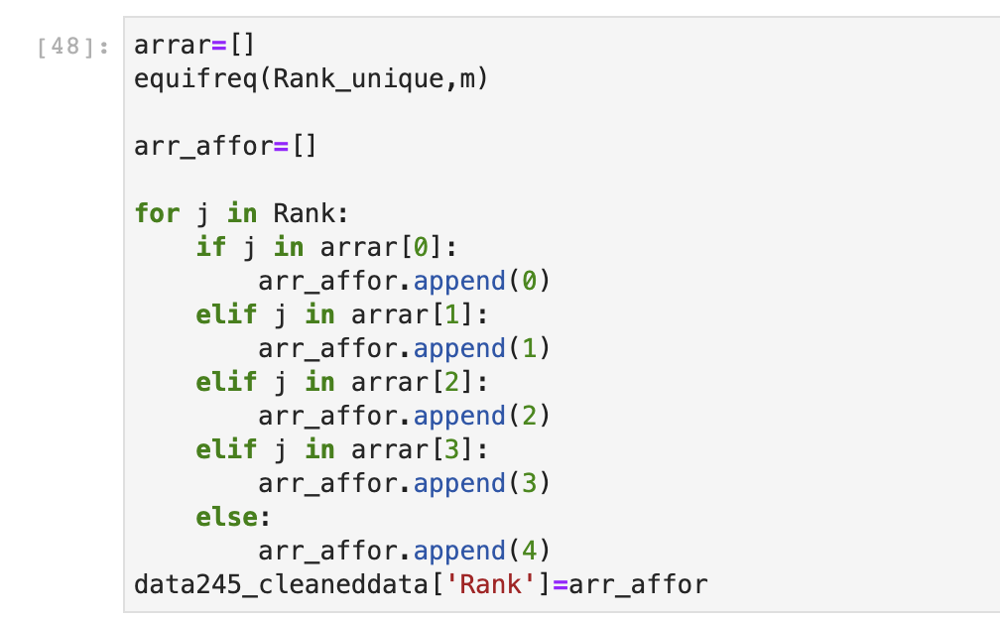 [48]: arrar=[]
equifreq(Rank_unique,m)
arr_affor=[]
for j in Rank:
    if j in arrar[0]:
        arr_affor.append(0)
    elif j in arrar[1]:
        arr_affor.append(1)
    elif j in arrar[2]:
        arr_affor.append(2)
    elif j in arrar[3]:
        arr_affor.append(3)
    else:
        arr_affor.append(4)
data245_cleaneddata['Rank']=arr_affor